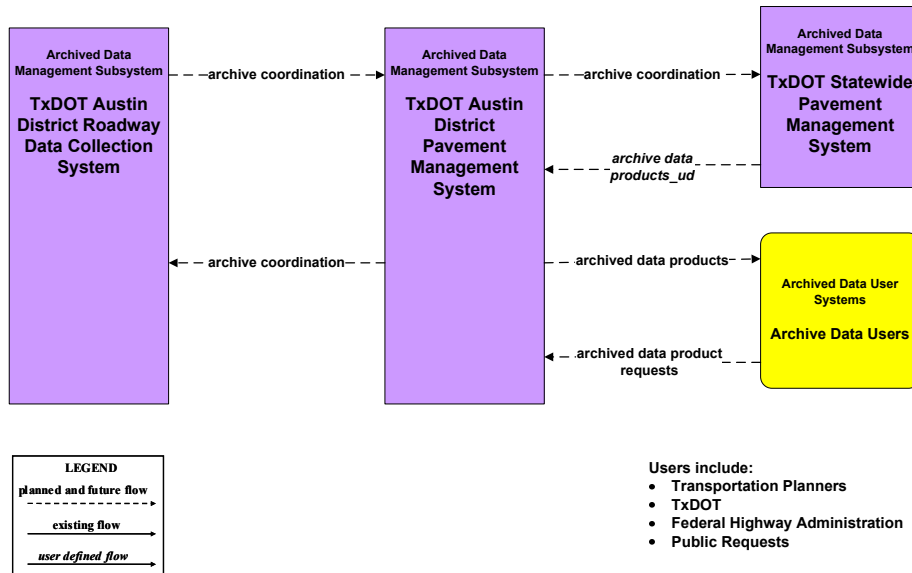 Archived Data
Management Subsystem
TxDOT Austin
District Roadway
Data Collection
System
archive coordination
archive coordination
Archived Data
Management Subsystem
TxDOT Austin
District
Pavement
Management
System
archive coordination
archive data
products_ud
archived data products
archived data product
requests
Archived Data
Management Subsystem
TxDOT Statewide
Pavement
Management
System
Archived Data User
Systems
Archive Data Users
LEGEND
planned and future flow
existing flow
user defined flow
Users include:
• Transportation Planners
• TxDOT
• Federal Highway Administration
• Public Requests